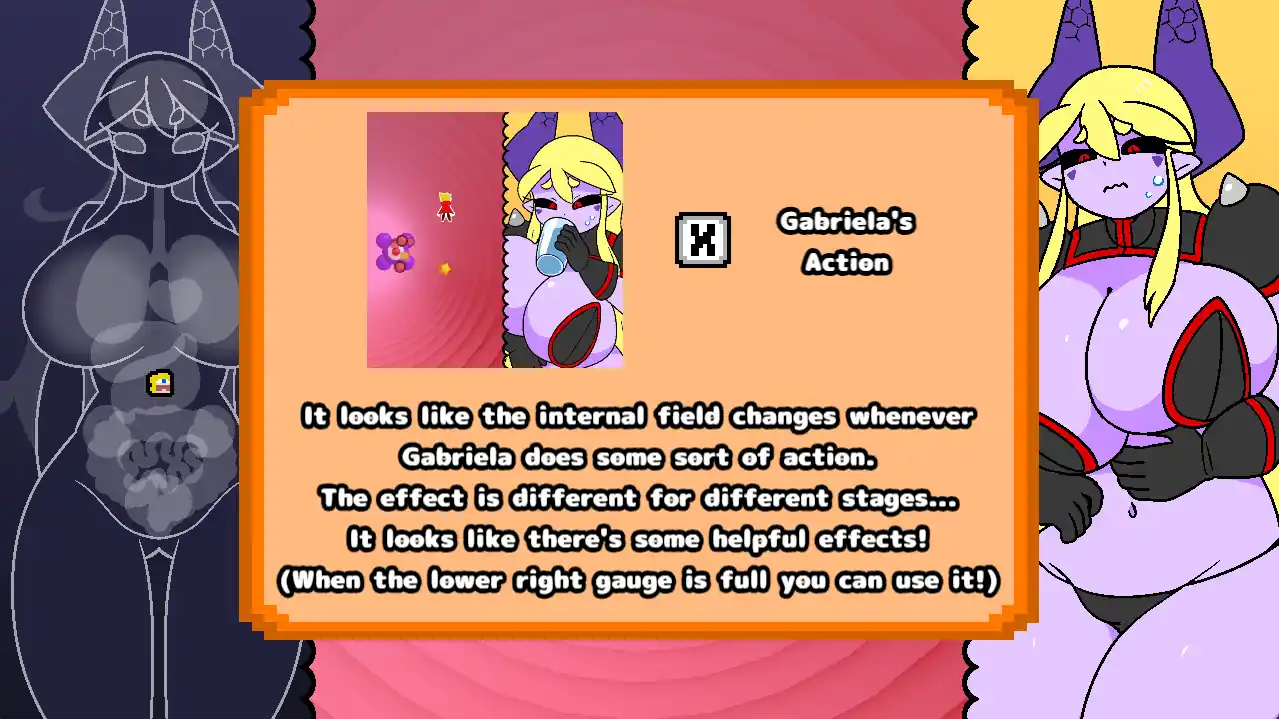 X
Gabriela's
Action
It looks like the internal field changes whenever
Gabriela does some sort of action.
The effect is different for different stages...
It looks like there's some helpful effects!
(When the lower right gauge is full you can use it!)